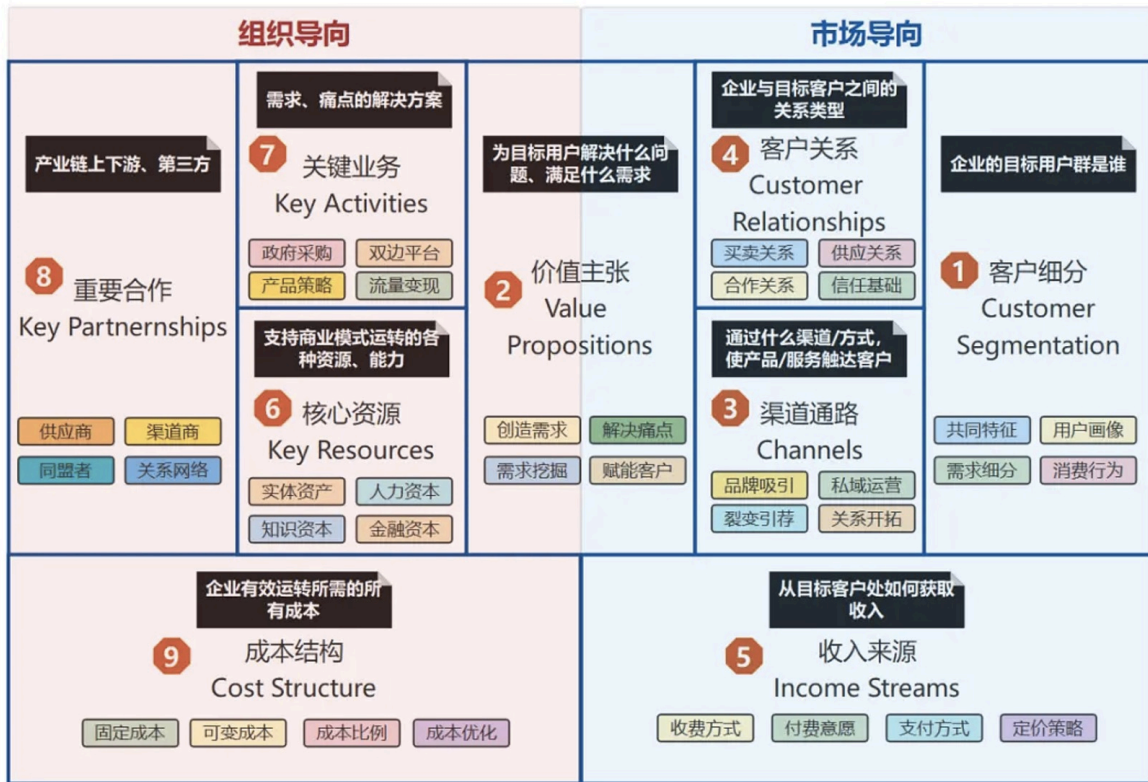 组织导向
市场导向
产业链上下游、第三方
8
重要合作
Key Partnernships
供应商
渠道商
同盟者
关系网络
需求、痛点的解决方案
7
关键业务
Key Activities
政府采购
双边平台
产品策略
流量变现
支持商业模式运转的各
种资源、能力
6
核心资源
Key Resources
实体资产
人力资本
知识资本
金融资本
为目标用户解决什么问
题、满足什么需求
2
价值主张
Value
Propositions
创造需求
解决痛点
需求挖掘
赋能客户
企业与目标客户之间的
关系类型
4
客户关系
Customer
Relationships
买卖关系
供应关系
合作关系
信任基础
通过什么渠道/方式，
使产品/服务触达客户
3
渠道通路
Channels
品牌吸引
私域运营
裂变引荐
关系开拓
企业的目标用户群是谁
1
客户细分
Customer
Segmentation
共同特征
用户画像
需求细分
消费行为
企业有效运转所需的所
有成本
9
成本结构
Cost Structure
固定成本
可变成本
成本比例
成本优化
从目标客户处如何获取
收入
5
收入来源
Income Streams
收费方式
付费意愿
支付方式
定价策略